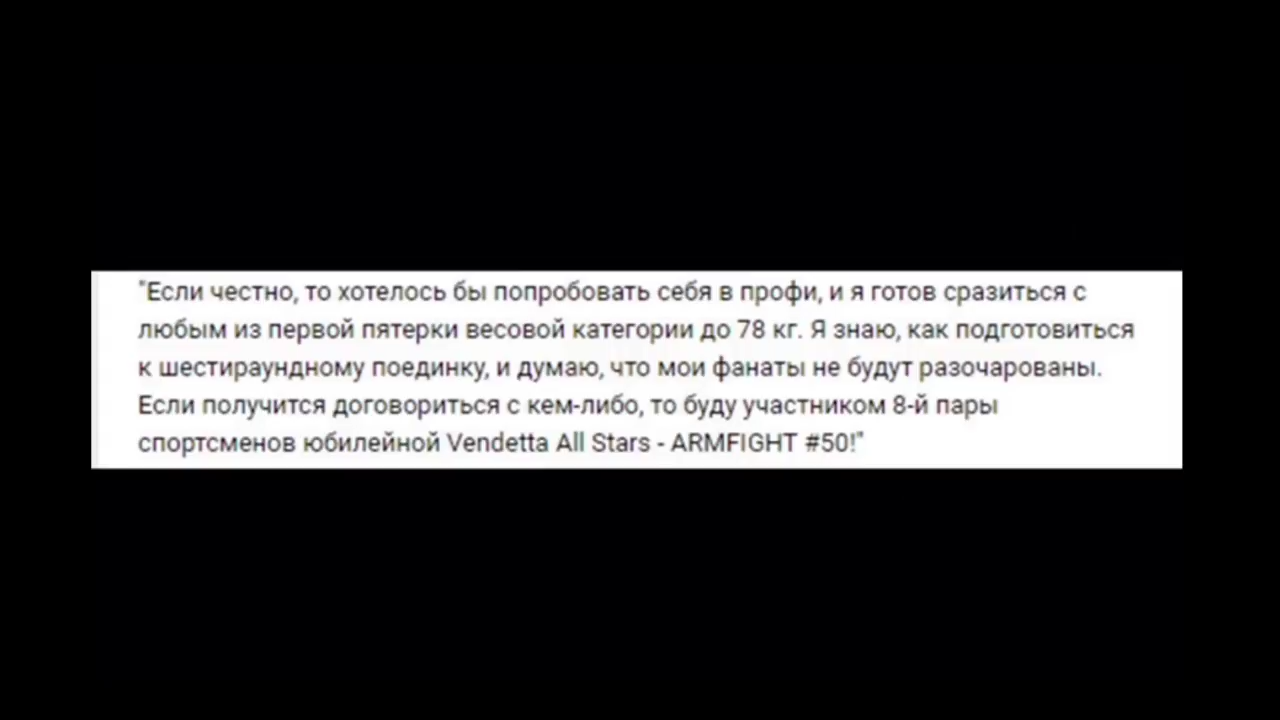 "Если честно, то хотелось бы попробовать себя в профи, и я готов сразиться с
любым из первой пятерки весовой категории до 78 кг. Я знаю, как подготовиться
к шестираундному поединку, и думаю, что мои фанаты не будут разочарованы.
Если получится договориться с кем-либо, то буду участником 8-й пары
спортсменов юбилейной Vendetta All Stars - ARMFIGHT #50!"